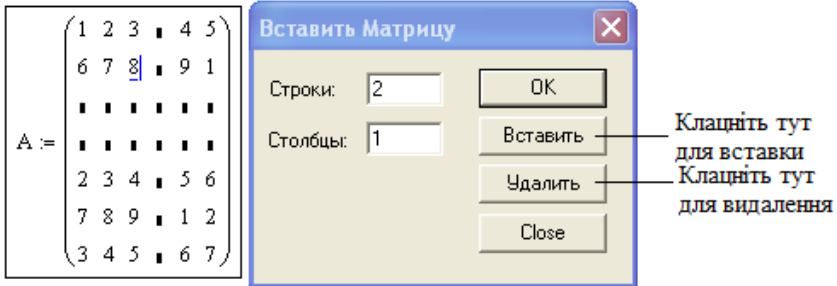 A :=
1 2 3 ▪ 4 5
6 7 8 ▪ 9 1
▪ ▪ ▪ ▪ ▪ ▪
▪ ▪ ▪ ▪ ▪ ▪
2 3 4 ▪ 5 6
7 8 9 ▪ 1 2
3 4 5 ▪ 6 7
Вставить Матрицу
Строки: 2
Столбцы: 1
OK
Вставить
Удалить
Close
Клацніть тут
для вставки
Клацніть тут
для видалення